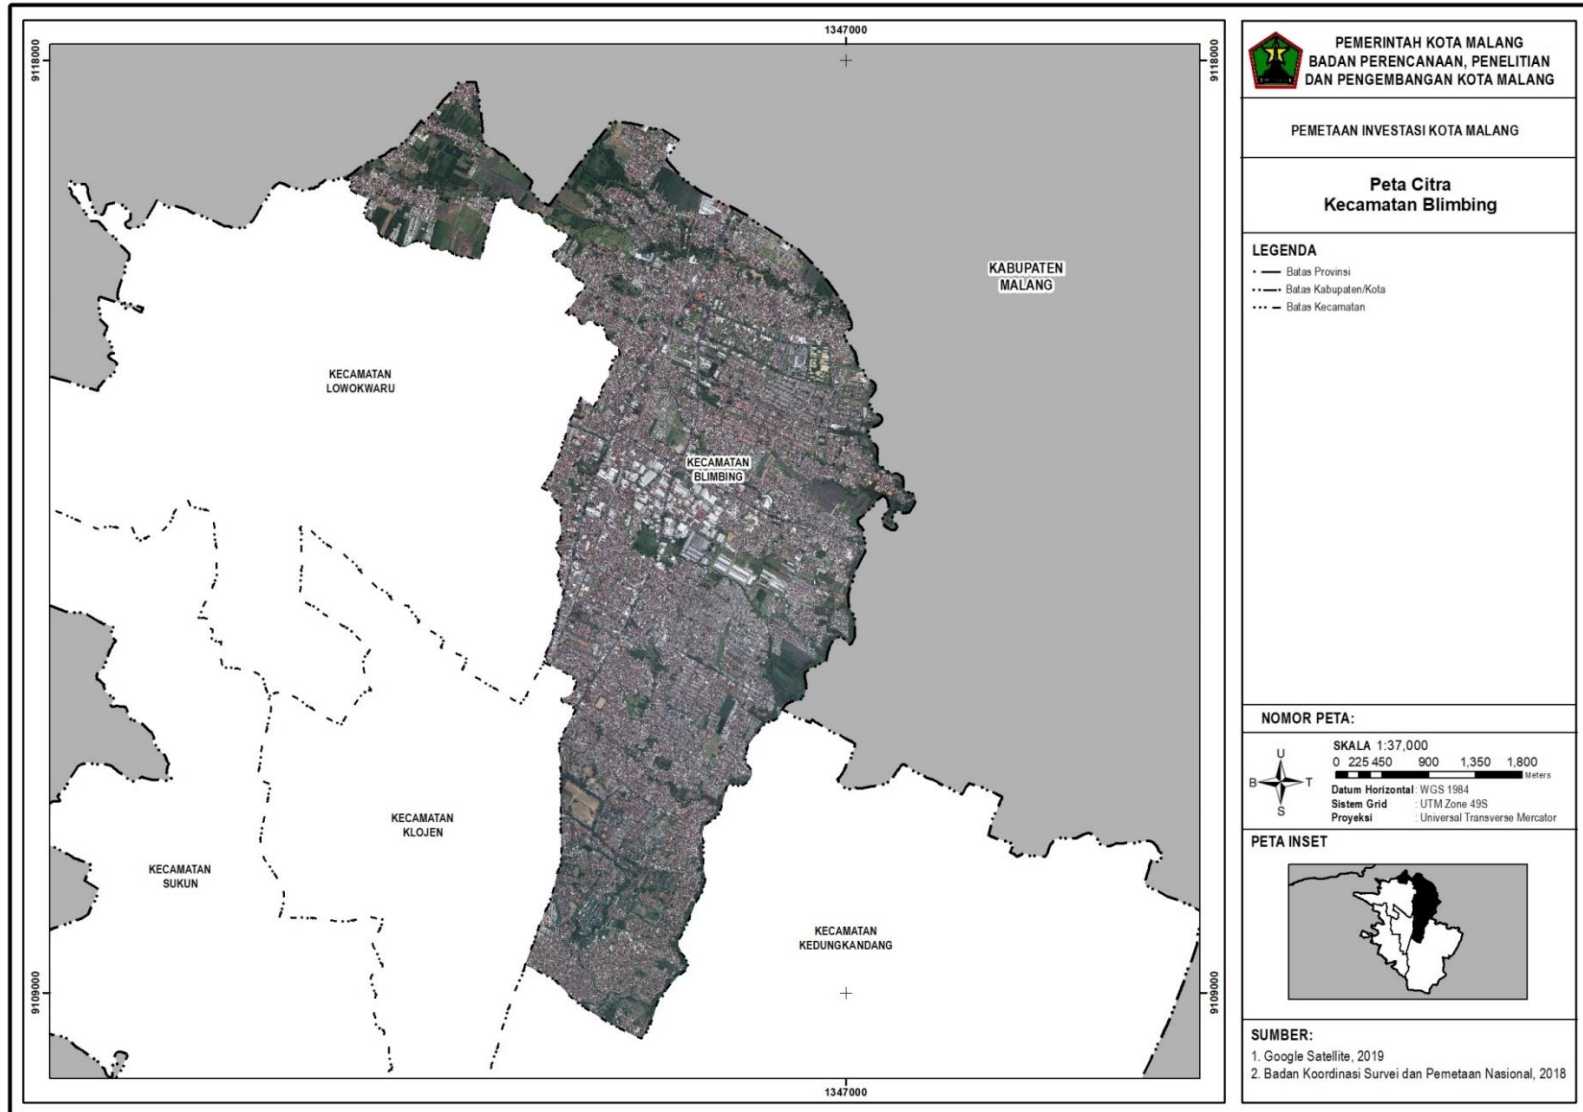 1347000
9118000
9118000
KABUPATEN
MALANG
KECAMATAN
LOWOKWARU
KECAMATAN
BLIMBING
KECAMATAN
KLOJEN
KECAMATAN
SUKUN
KECAMATAN
KEDUNGKANDANG
9109000
9109000
1347000
PEMERINTAH KOTA MALANG
BADAN PERENCANAAN, PENELITIAN
DAN PENGEMBANGAN KOTA MALANG
PEMETAAN INVESTASI KOTA MALANG
Peta Citra
Kecamatan Blimbing
LEGENDA
Batas Provinsi
Batas Kabupaten/Kota
Batas Kecamatan
NOMOR PETA:
U
B T
S
SKALA 1:37,000
0 225 450 900 1,350 1,800
Meters
Datum Horizontal : WGS 1984
Sistem Grid : UTM Zone 49S
Proyeksi : Universal Transverse Mercator
PETA INSET
SUMBER:
1. Google Satellite, 2019
2. Badan Koordinasi Survei dan Pemetaan Nasional, 2018